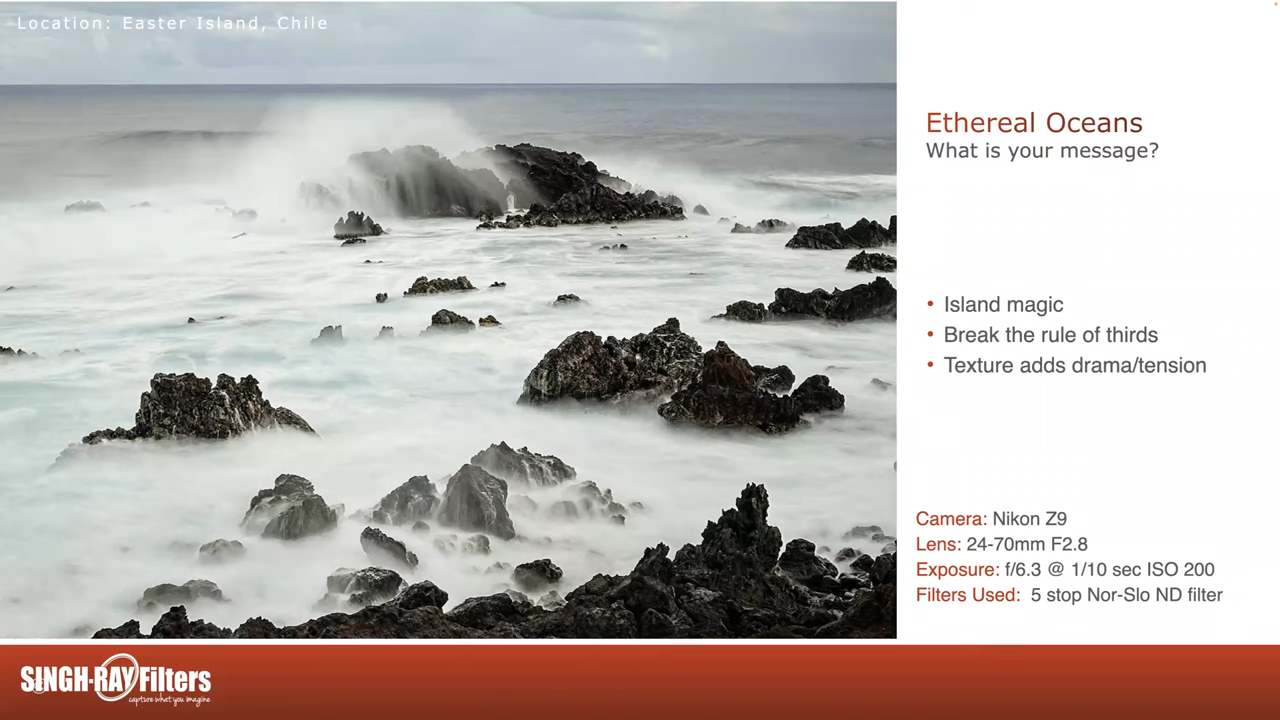 Location: Easter Island, Chile
Ethereal Oceans
What is your message?
• Island magic
• Break the rule of thirds
• Texture adds drama/tension
Camera: Nikon Z9
Lens: 24-70mm F2.8
Exposure: f/6.3 @ 1/10 sec ISO 200
Filters Used: 5 stop Nor-Slo ND filter
SINGH-RAY Filters
capture what you imagine